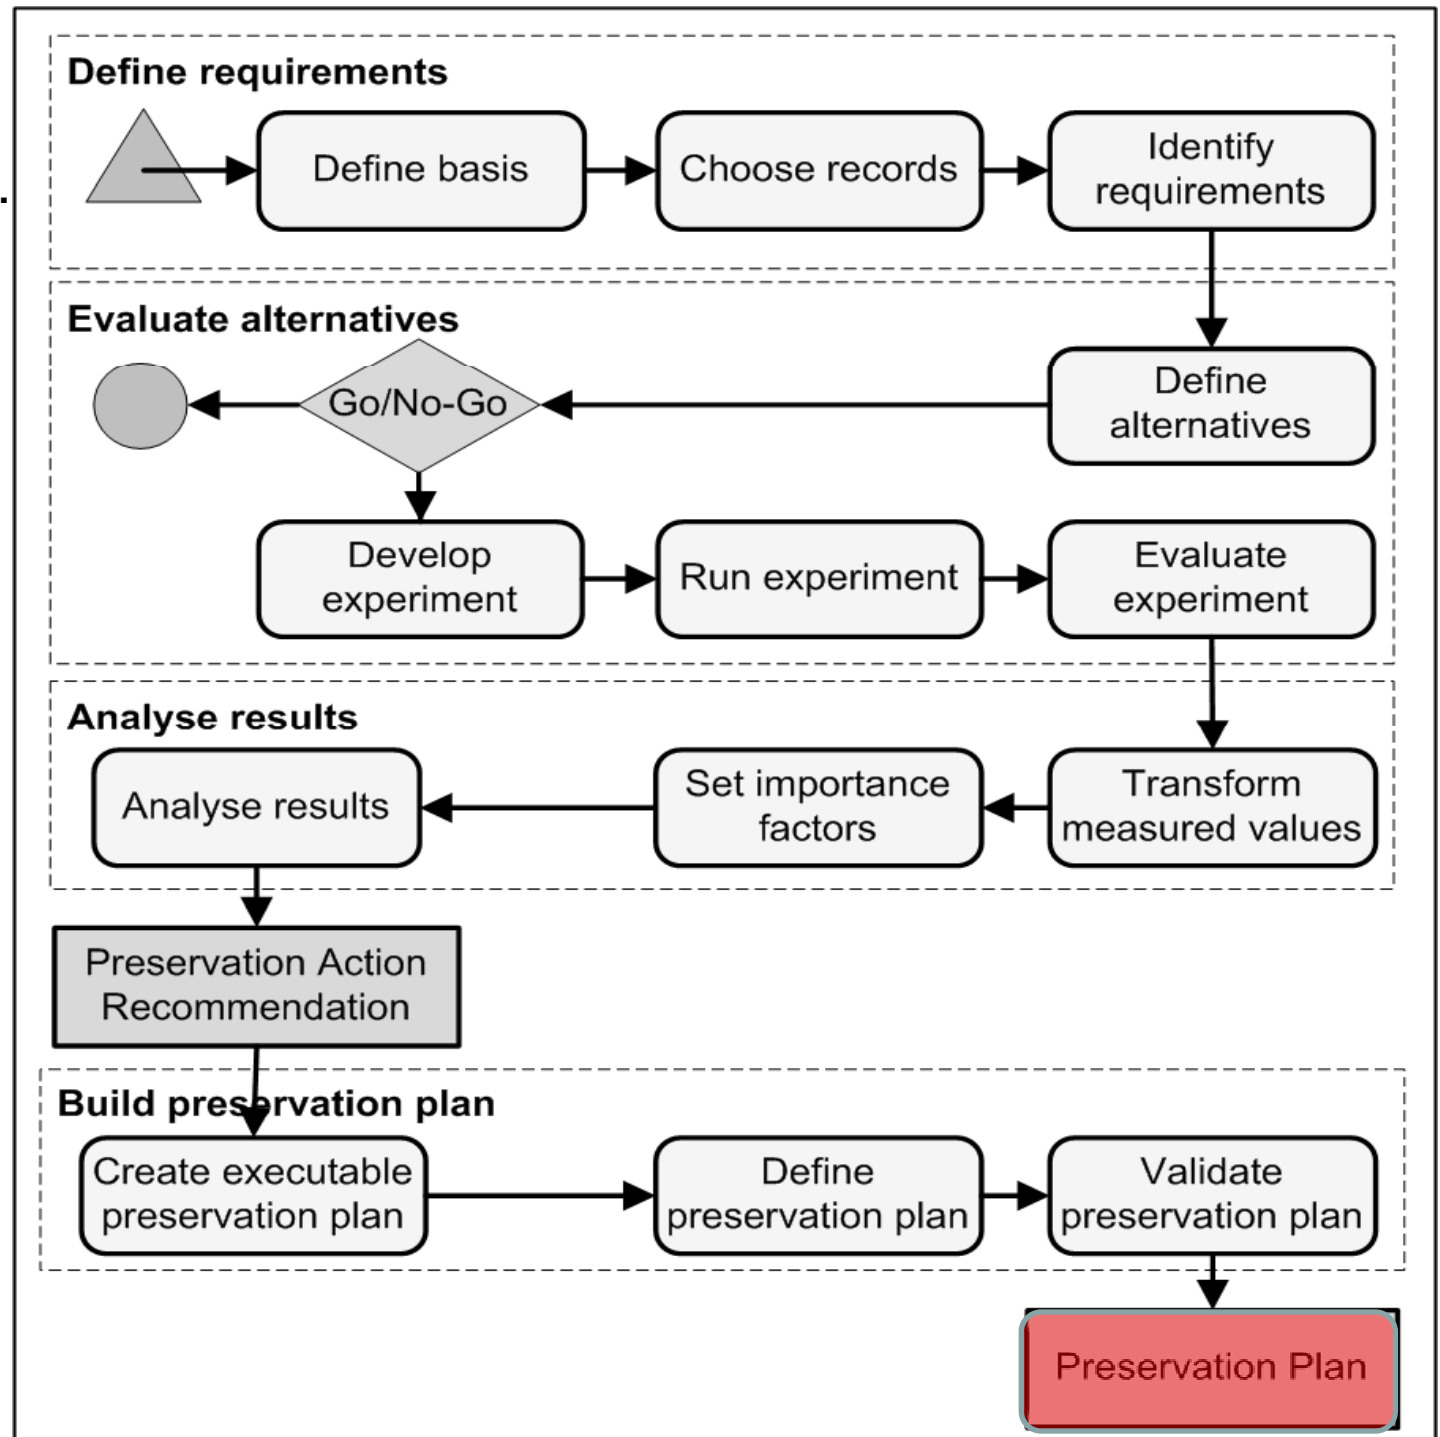 Define requirements
Define basis
Choose records
Identify
requirements
Evaluate alternatives
Go/No-Go
Define
alternatives
Develop
experiment
Run experiment
Evaluate
experiment
Analyse results
Analyse results
Set importance
factors
Transform
measured values
Preservation Action
Recommendation
Build preservation plan
Create executable
preservation plan
Define
preservation plan
Validate
preservation plan
Preservation Plan